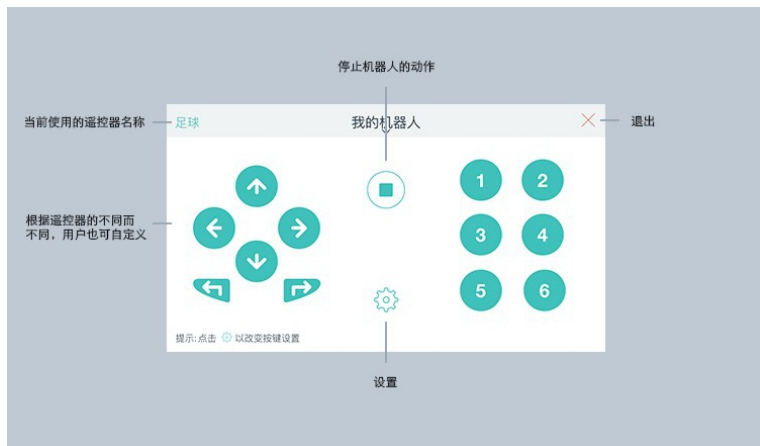 停止机器人的动作
当前使用的遥控器名称
足球
我的机器人
退出
1
2
根据遥控器的不同而
不同，用户也可自定义
3
4
5
6
提示:点击 以改变按键设置
设置